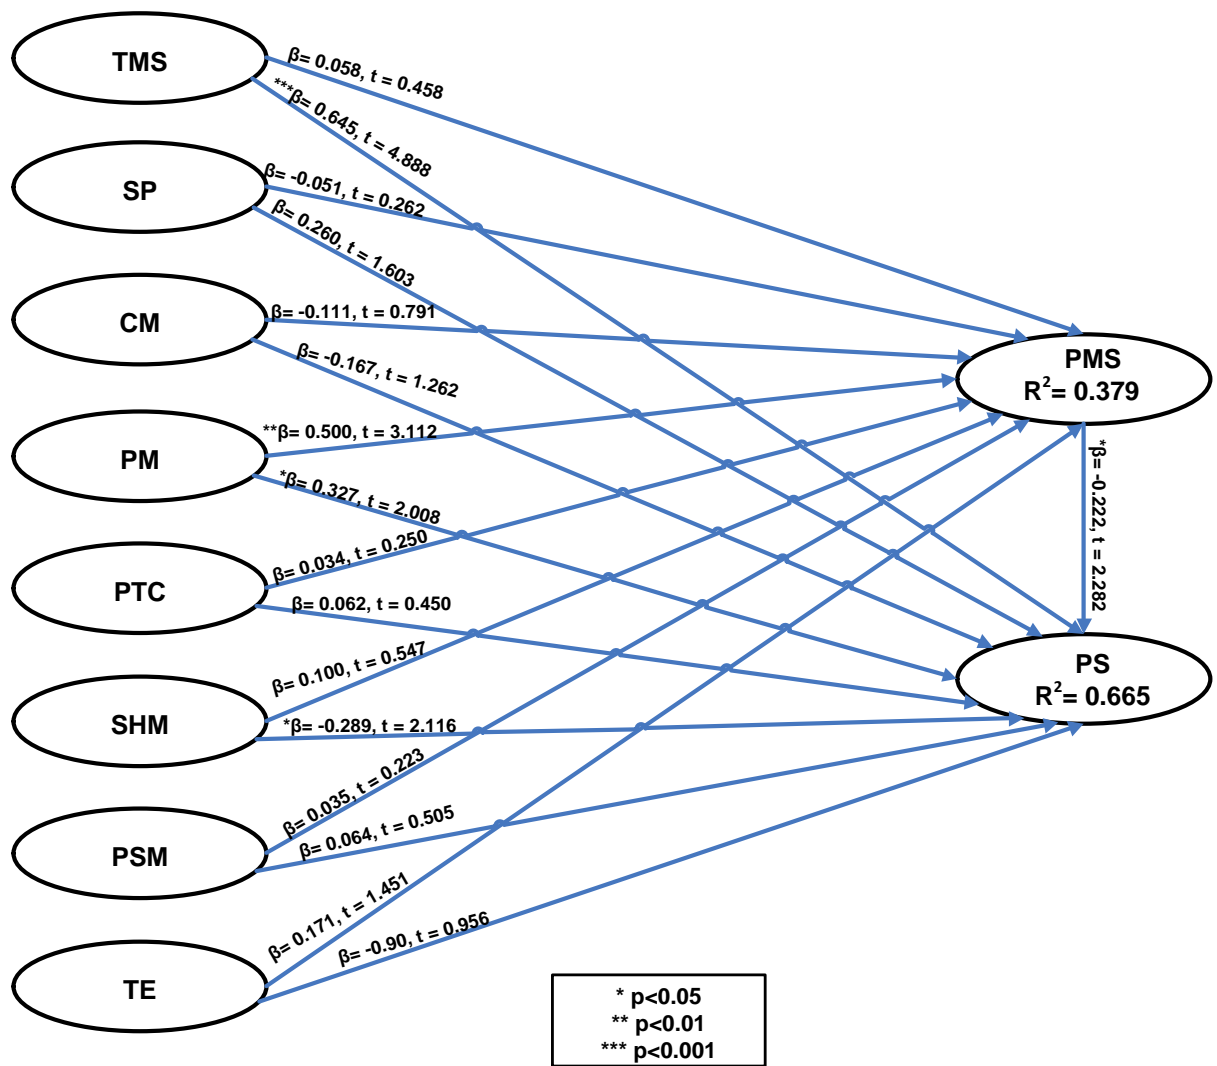 TMS
β= 0.058, t = 0.458
***β= 0.645, t = 4.888
SP
β= -0.051, t = 0.262
β= 0.260, t = 1.603
CM
β= -0.111, t = 0.791
β= -0.167, t = 1.262
PMS
R²= 0.379
PM
**β= 0.500, t = 3.112
*β= 0.327, t = 2.008
*β= -0.222, t = 2.282
PTC
β= 0.034, t = 0.250
β= 0.062, t = 0.450
PS
R²= 0.665
SHM
β= 0.100, t = 0.547
*β= -0.289, t = 2.116
PSM
β= 0.035, t = 0.223
β= 0.064, t = 0.505
TE
β= 0.171, t = 1.451
β= -0.90, t = 0.956
* p<0.05
** p<0.01
*** p<0.001